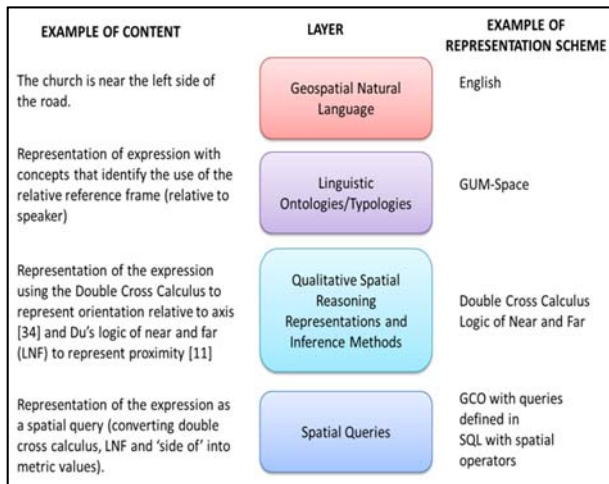 EXAMPLE OF CONTENT
LAYER
EXAMPLE OF
REPRESENTATION SCHEME
The church is near the left side of
the road.
Geospatial Natural
Language
English
Representation of expression with
concepts that identify the use of the
relative reference frame (relative to
speaker)
Linguistic
Ontologies/Typologies
GUM-Space
Representation of the expression
using the Double Cross Calculus to
represent orientation relative to axis
[34] and Du's logic of near and far
(LNF) to represent proximity [11]
Qualitative Spatial
Reasoning
Representations and
Inference Methods
Double Cross Calculus
Logic of Near and Far
Representation of the expression as
a spatial query (converting double
cross calculus, LNF and 'side of' into
metric values).
Spatial Queries
GCO with queries
defined in
SQL with spatial
operators